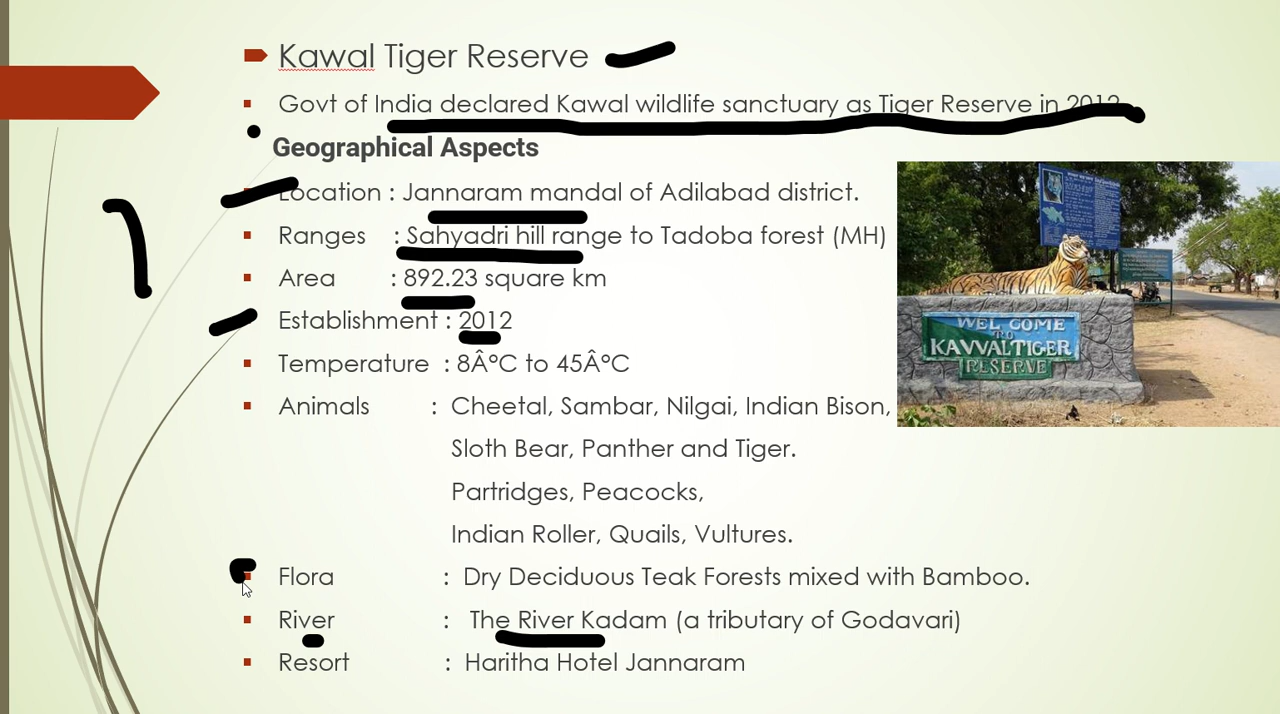 Kawal Tiger Reserve
Govt of India declared Kawal wildlife sanctuary as Tiger Reserve in 2012
Geographical Aspects
Location : Jannaram mandal of Adilabad district.
Ranges : Sahyadri hill range to Tadoba forest (MH)
Area : 892.23 square km
Establishment : 2012
Temperature : 8Â°C to 45Â°C
Animals : Cheetal, Sambar, Nilgai, Indian Bison,
Sloth Bear, Panther and Tiger.
Partridges, Peacocks,
Indian Roller, Quails, Vultures.
Flora : Dry Deciduous Teak Forests mixed with Bamboo.
River : The River Kadam (a tributary of Godavari)
Resort : Haritha Hotel Jannaram
WEL COME
TO
KAVVAL TIGER
RESERVE